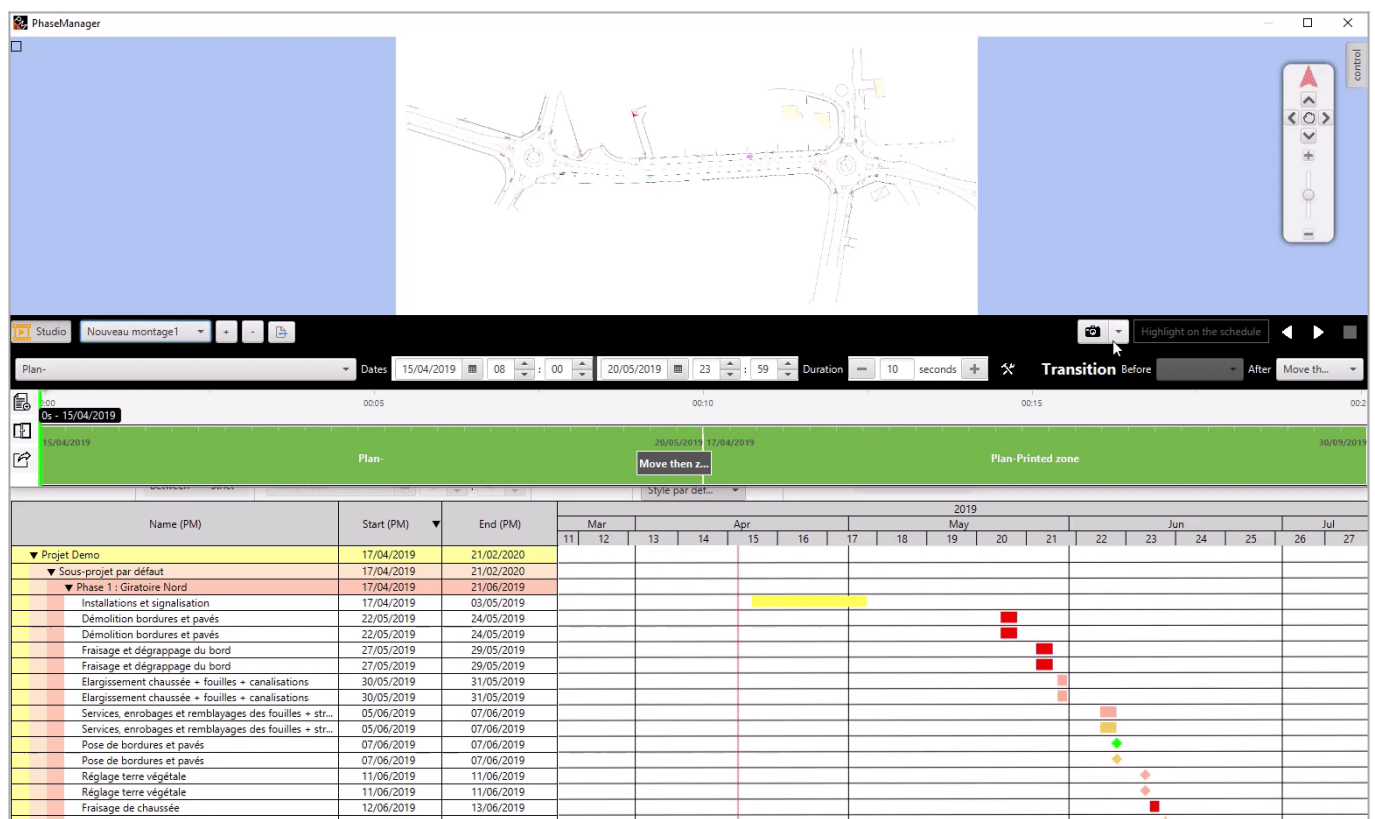 PhaseManager
control
Studio Nouveau montage1 + - Highlight on the schedule
Plan- Dates 15/04/2019 08 : 00 20/05/2019 23 : 59 Duration 10 seconds Transition Before After Move th...
00:05 00:10 00:15 00:2
0s - 15/04/2019
15/04/2019 20/05/2019 17/04/2019 30/09/2019
Plan- Move then z... Plan-Printed zone
Between Strict Style par def...
2019
Name (PM) Start (PM) ▼ End (PM) Mar Apr May Jun Jul
11 12 13 14 15 16 17 18 19 20 21 22 23 24 25 26 27
▼ Projet Demo 17/04/2019 21/02/2020
▼ Sous-projet par défaut 17/04/2019 21/02/2020
▼ Phase 1 : Giratoire Nord 17/04/2019 21/06/2019
Installations et signalisation 17/04/2019 03/05/2019
Démolition bordures et pavés 22/05/2019 24/05/2019
Démolition bordures et pavés 22/05/2019 24/05/2019
Fraisage et dégrappage du bord 27/05/2019 29/05/2019
Fraisage et dégrappage du bord 27/05/2019 29/05/2019
Elargissement chaussée + fouilles + canalisations 30/05/2019 31/05/2019
Elargissement chaussée + fouilles + canalisations 30/05/2019 31/05/2019
Services, enrobages et remblayages des fouilles + str... 05/06/2019 07/06/2019
Services, enrobages et remblayages des fouilles + str... 05/06/2019 07/06/2019
Pose de bordures et pavés 07/06/2019 07/06/2019
Pose de bordures et pavés 07/06/2019 07/06/2019
Réglage terre végétale 11/06/2019 11/06/2019
Réglage terre végétale 11/06/2019 11/06/2019
Fraisage de chaussée 12/06/2019 13/06/2019